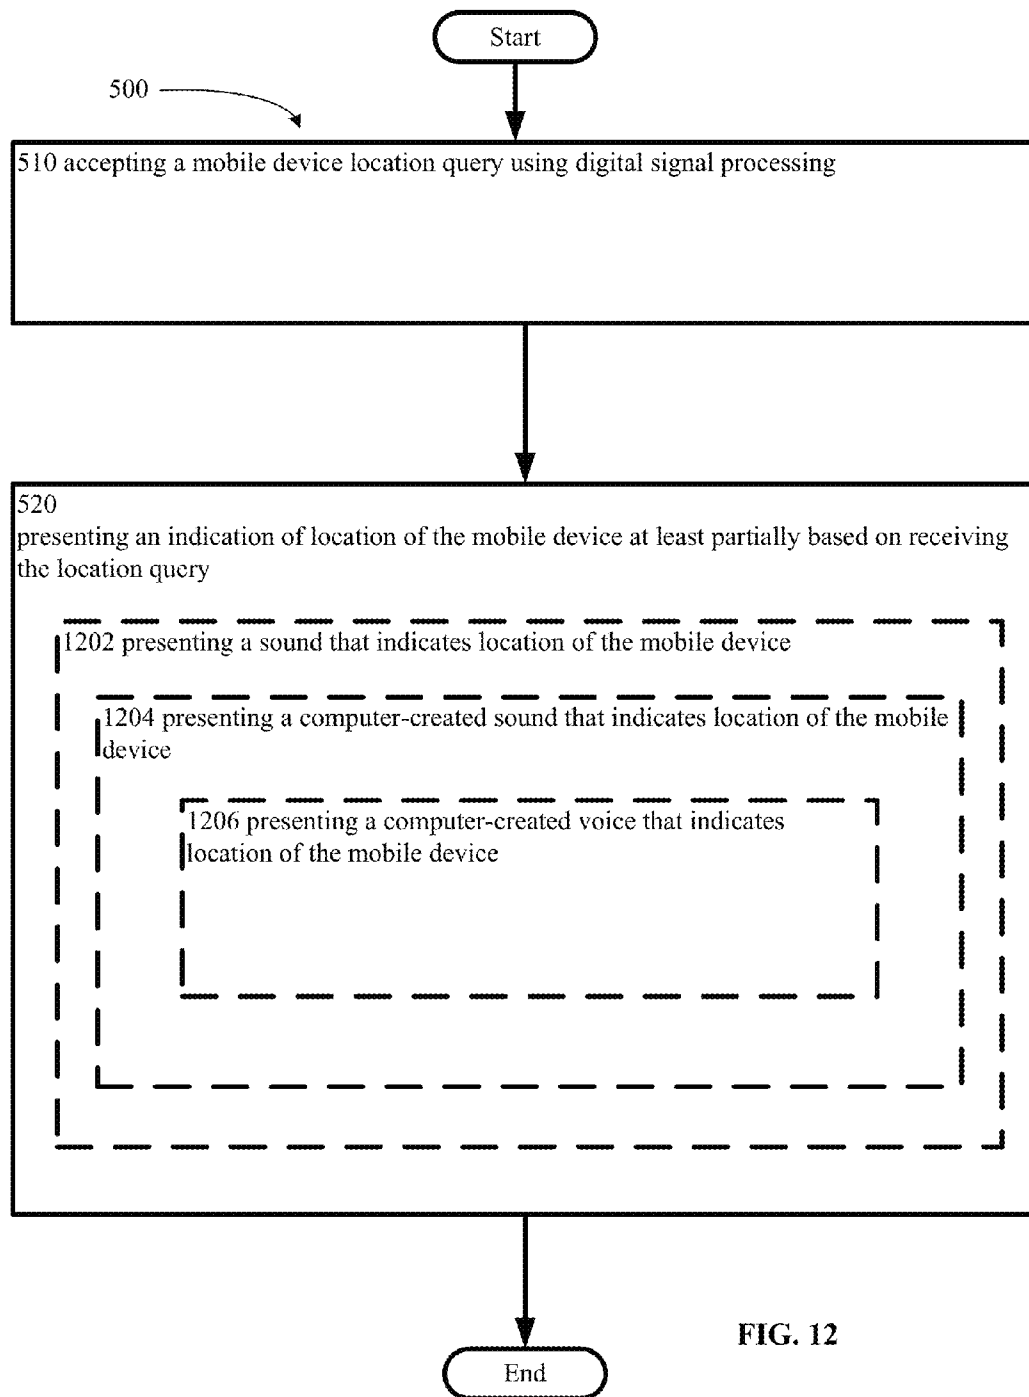 Start
500
510 accepting a mobile device location query using digital signal processing
520
presenting an indication of location of the mobile device at least partially based on receiving
the location query
1202 presenting a sound that indicates location of the mobile device
1204 presenting a computer-created sound that indicates location of the mobile
device
1206 presenting a computer-created voice that indicates
location of the mobile device
FIG. 12
End